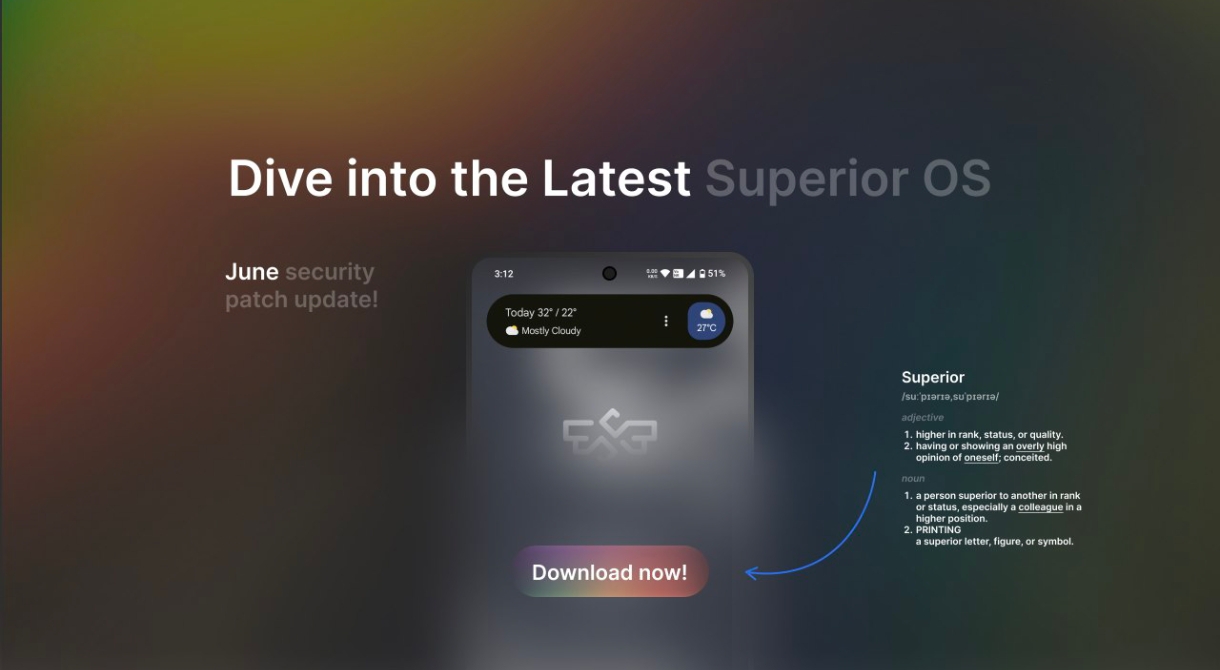 Dive into the Latest Superior OS
June security
patch update!
3:12
0.00
51%
Today 32° / 22°
Mostly Cloudy
27°C
Superior
/suːˈpɪərɪə,sʊˈpɪərɪə/
adjective
1. higher in rank, status, or quality.
2. having or showing an overly high
opinion of oneself; conceited.
noun
1. a person superior to another in rank
or status, especially a colleague in a
higher position.
2. PRINTING
a superior letter, figure, or symbol.
Download now!